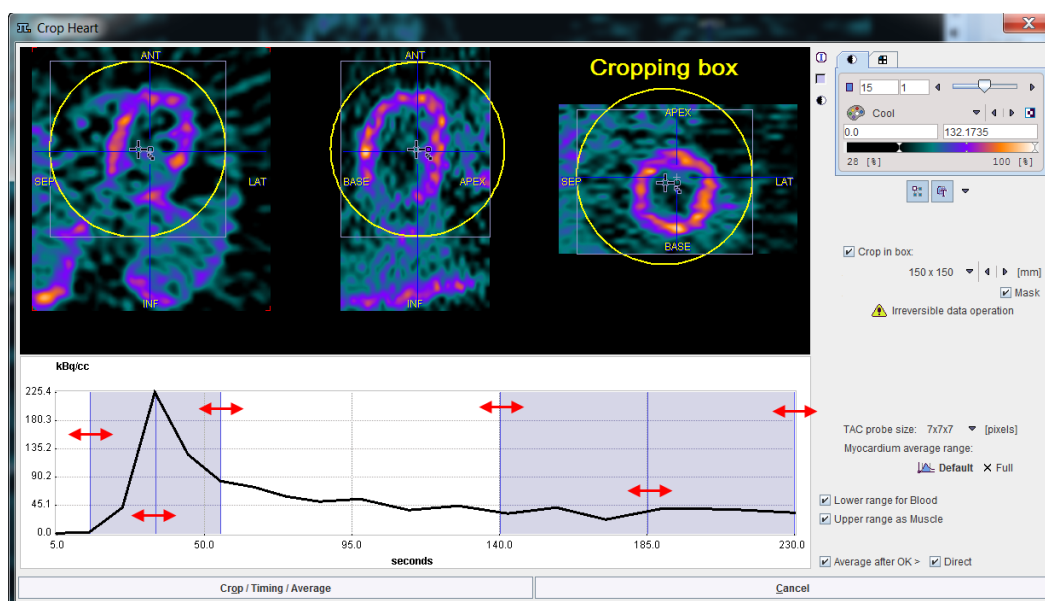 Crop Heart
X
ANT
SEP
LAT
INF
ANT
BASE
APEX
INF
Cropping box
APEX
SEP
LAT
BASE
15 1
Cool
0.0 132.1735
28 [%] 100 [%]
Crop in box:
150 x 150 [mm]
Mask
Irreversible data operation
kBq/cc
225.4
180.3
135.2
90.2
45.1
0.0
5.0 50.0 95.0 140.0 185.0 230.0
seconds
TAC probe size: 7x7x7 [pixels]
Myocardium average range:
Default Full
Lower range for Blood
Upper range as Muscle
Average after OK > Direct
Crop / Timing / Average
Cancel